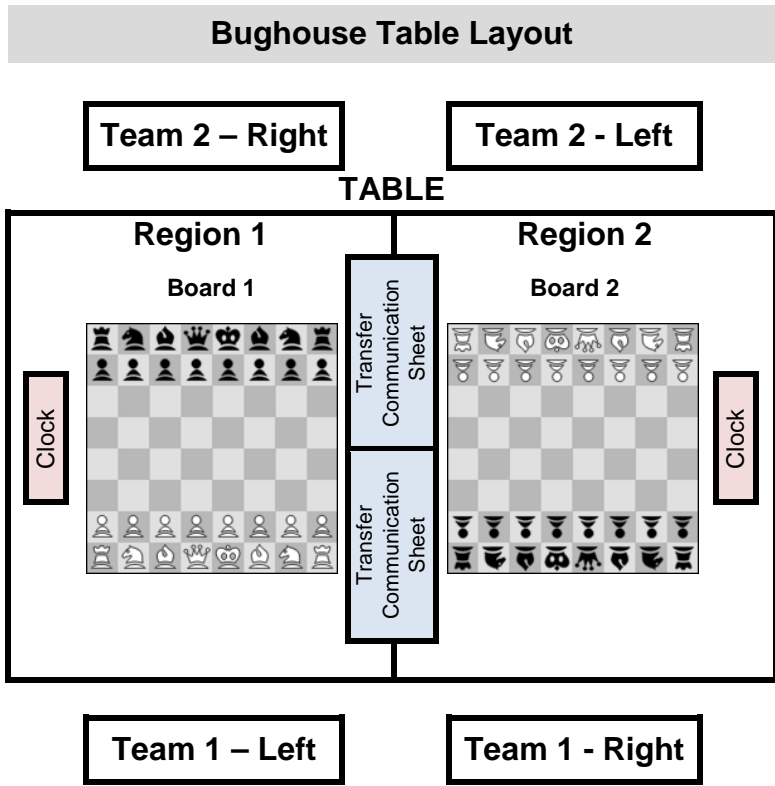 Bughouse Table Layout
Team 2 – Right
Team 2 - Left
TABLE
Region 1
Region 2
Board 1
Board 2
Transfer
Communication
Sheet
Clock
Clock
Transfer
Communication
Sheet
Team 1 – Left
Team 1 - Right